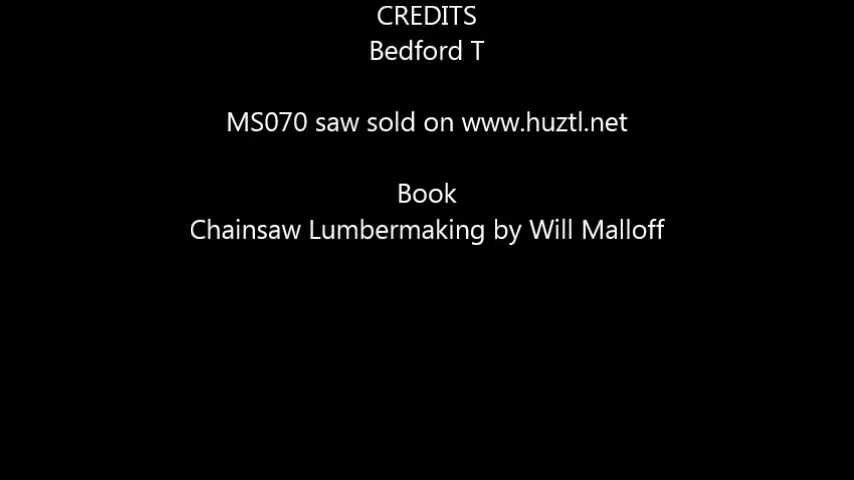 CREDITS
Bedford T
MS070 saw sold on www.huztl.net
Book
Chainsaw Lumbermaking by Will Malloff